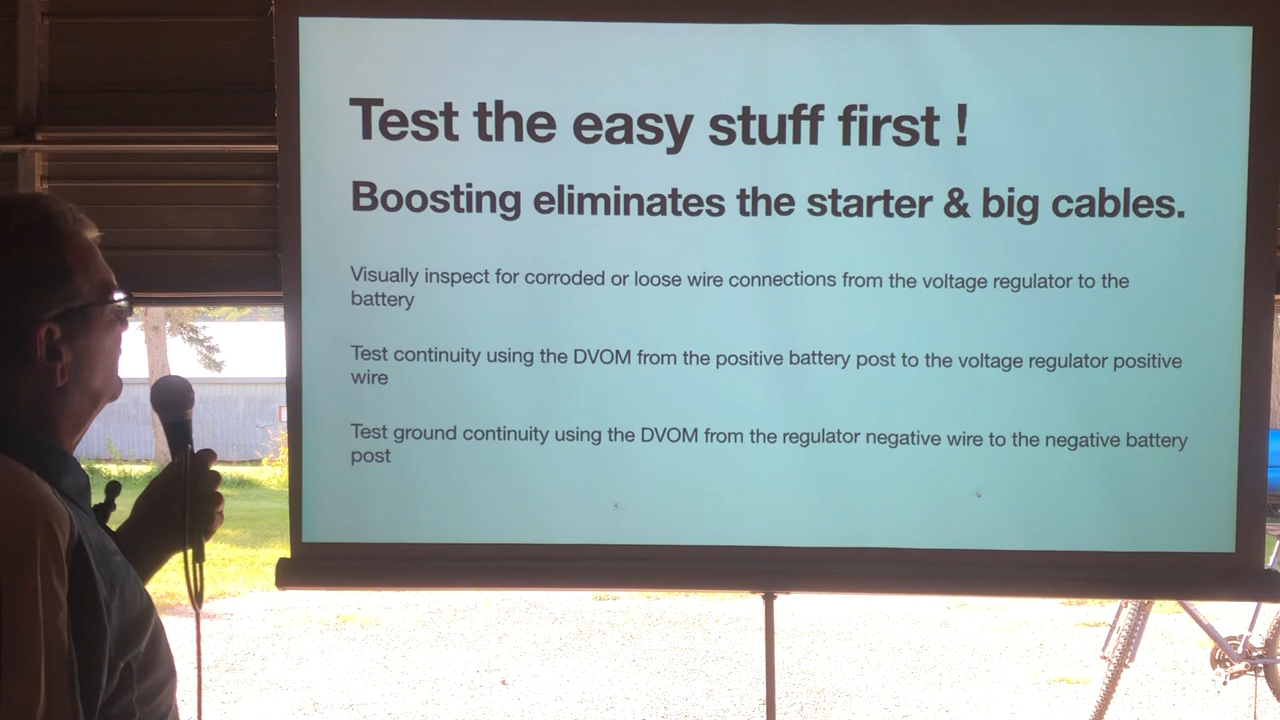 Test the easy stuff first !
Boosting eliminates the starter & big cables.
Visually inspect for corroded or loose wire connections from the voltage regulator to the
battery
Test continuity using the DVOM from the positive battery post to the voltage regulator positive
wire
Test ground continuity using the DVOM from the regulator negative wire to the negative battery
post